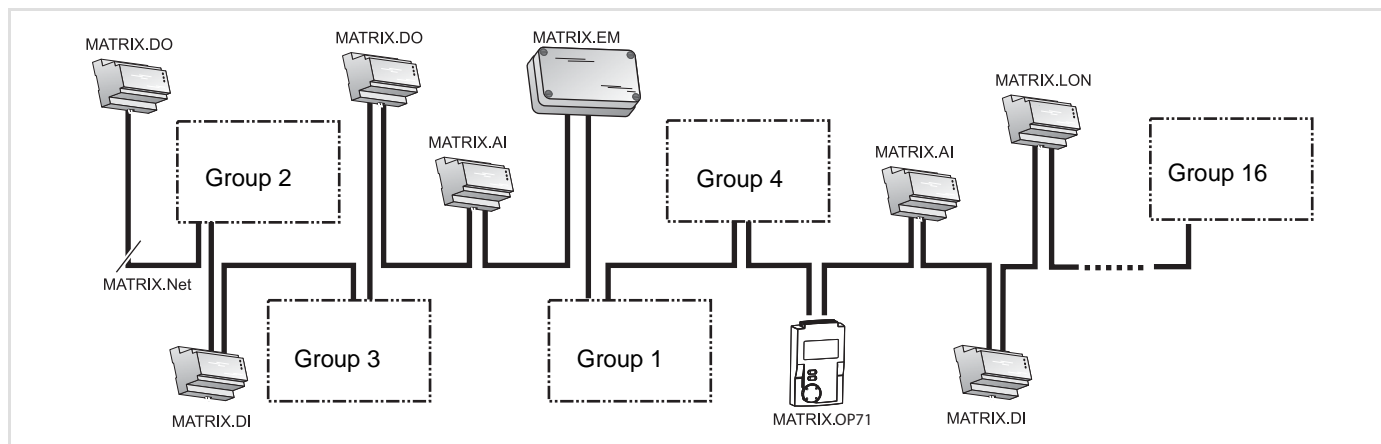 MATRIX.DO
MATRIX.DO
MATRIX.EM
MATRIX.LON
MATRIX.AI
MATRIX.AI
Group 2
Group 4
Group 16
MATRIX.Net
Group 3
Group 1
MATRIX.DI
MATRIX.OP71
MATRIX.DI